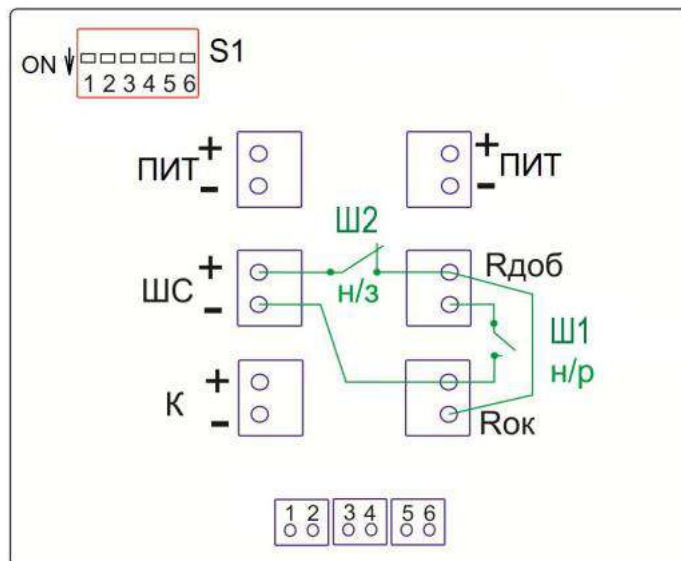 S1
ON
1 2 3 4 5 6
ПИТ + -
+ - ПИТ
Ш2
н/з
ШС + -
Rдоб
Ш1
н/р
К + -
Rок
1 2 3 4 5 6